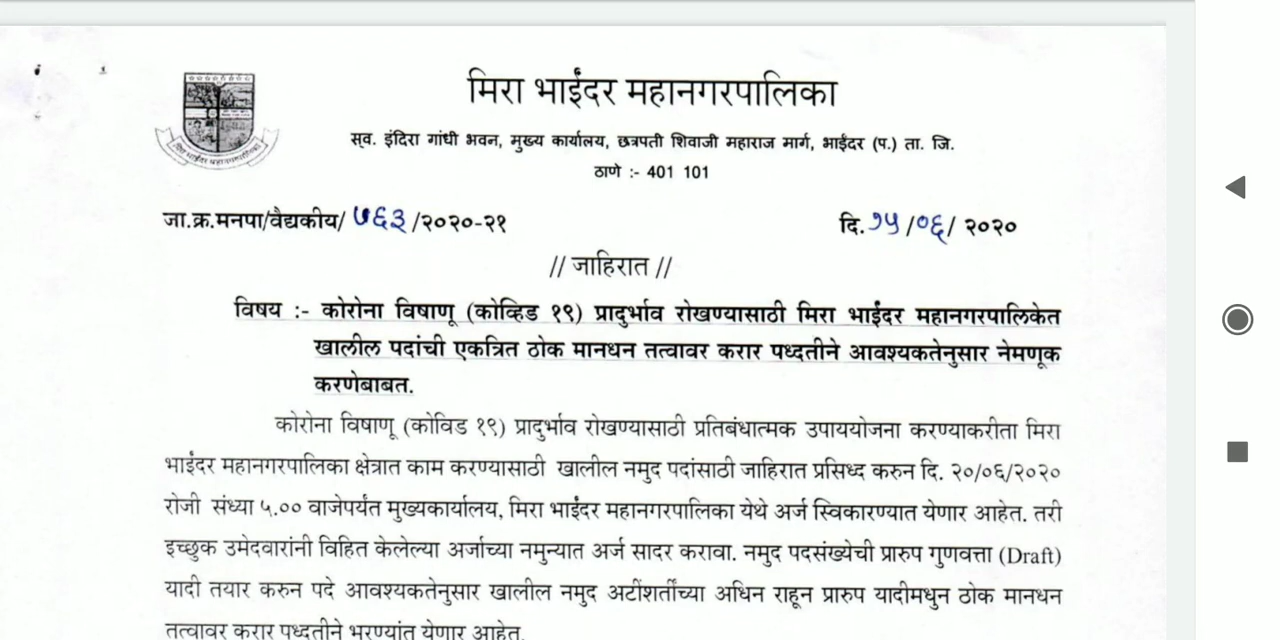 मिरा भाईंदर महानगरपालिका
स्व. इंदिरा गांधी भवन, मुख्य कार्यालय, छत्रपती शिवाजी महाराज मार्ग, भाईंदर (प.) ता. जि.
ठाणे :- 401 101
मिरा भाईंदर महानगरपालिका
जा.क्र.मनपा/वैद्यकीय/ ७६३ /२०२०-२१
दि. १५ /०६/ २०२०
// जाहिरात //
विषय :- कोरोना विषाणू (कोव्हिड १९) प्रादुर्भाव रोखण्यासाठी मिरा भाईंदर महानगरपालिकेत
खालील पदांची एकत्रित ठोक मानधन तत्वावर करार पध्दतीने आवश्यकतेनुसार नेमणूक
करणेबाबत.
कोरोना विषाणू (कोविड १९) प्रादुर्भाव रोखण्यासाठी प्रतिबंधात्मक उपाययोजना करण्याकरीता मिरा
भाईंदर महानगरपालिका क्षेत्रात काम करण्यासाठी खालील नमुद पदांसाठी जाहिरात प्रसिध्द करुन दि. २०/०६/२०२०
रोजी संध्या ५.०० वाजेपर्यंत मुख्यकार्यालय, मिरा भाईंदर महानगरपालिका येथे अर्ज स्विकारण्यात येणार आहेत. तरी
इच्छुक उमेदवारांनी विहित केलेल्या अर्जाच्या नमुन्यात अर्ज सादर करावा. नमुद पदसंख्येची प्रारुप गुणवत्ता (Draft)
यादी तयार करुन पदे आवश्यकतेनुसार खालील नमुद अटीशर्तीच्या अधिन राहून प्रारुप यादीमधुन ठोक मानधन
तत्वावर करार पध्दतीने भरण्यांत येणार आहेत.